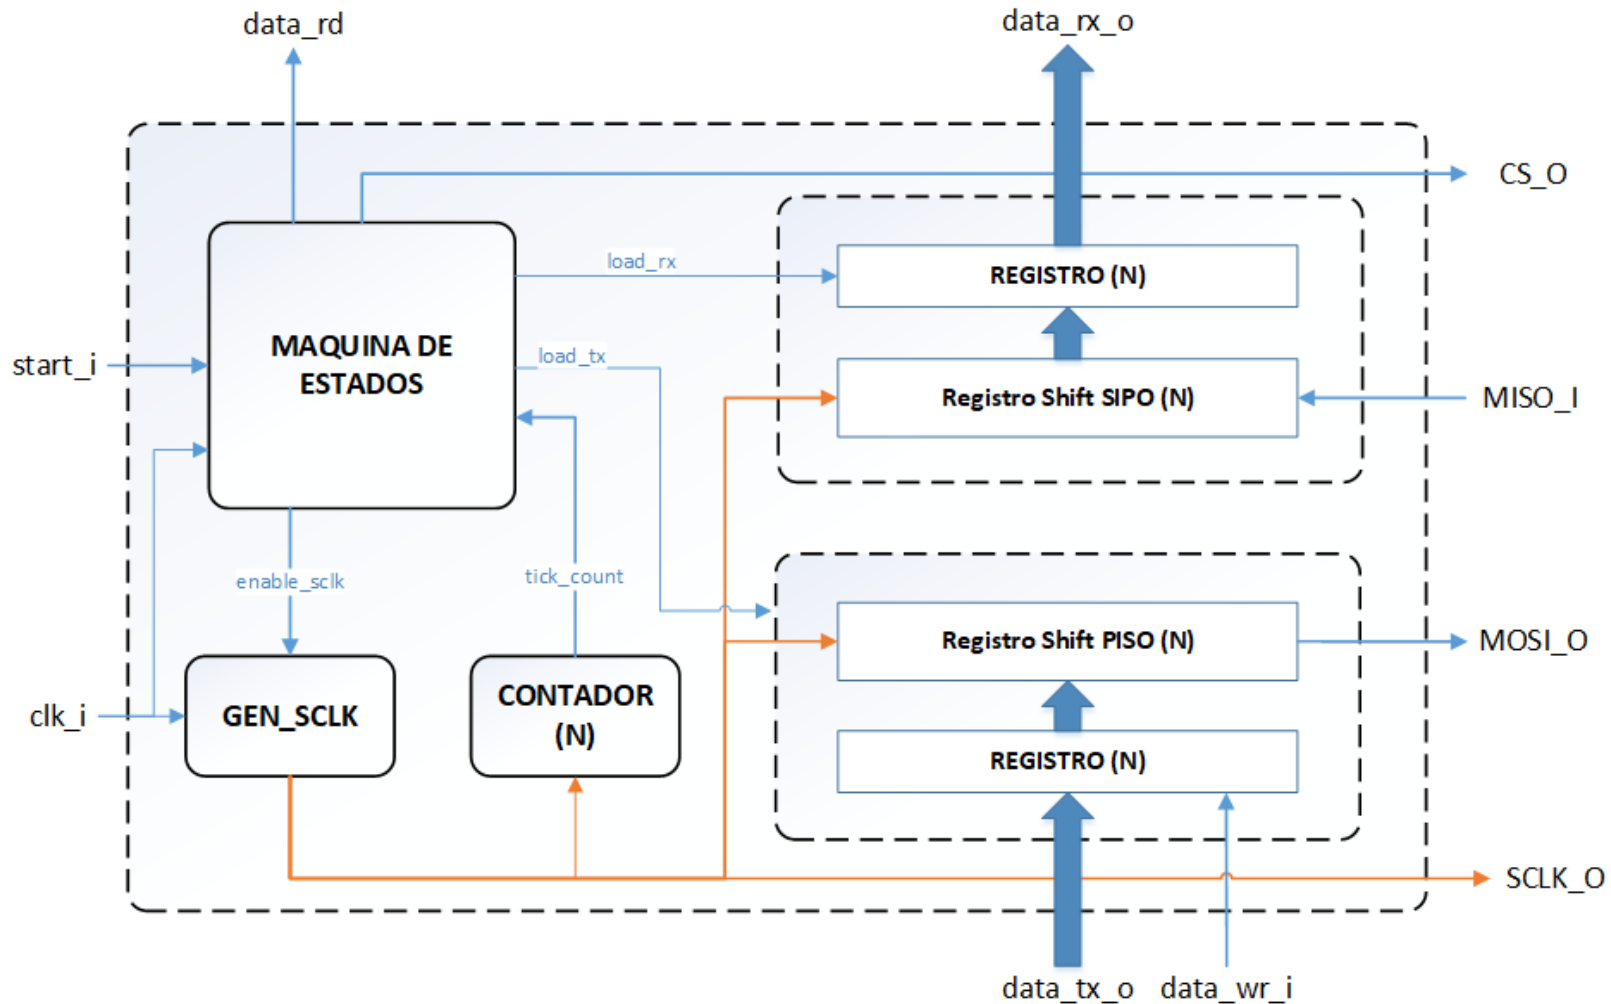 data_rd
data_rx_o
CS_O
load_rx
REGISTRO (N)
MAQUINA DE
ESTADOS
start_i
load_tx
Registro Shift SIPO (N)
MISO_I
enable_sclk
tick_count
Registro Shift PISO (N)
MOSI_O
clk_i
GEN_SCLK
CONTADOR
(N)
REGISTRO (N)
SCLK_O
data_tx_o
data_wr_i